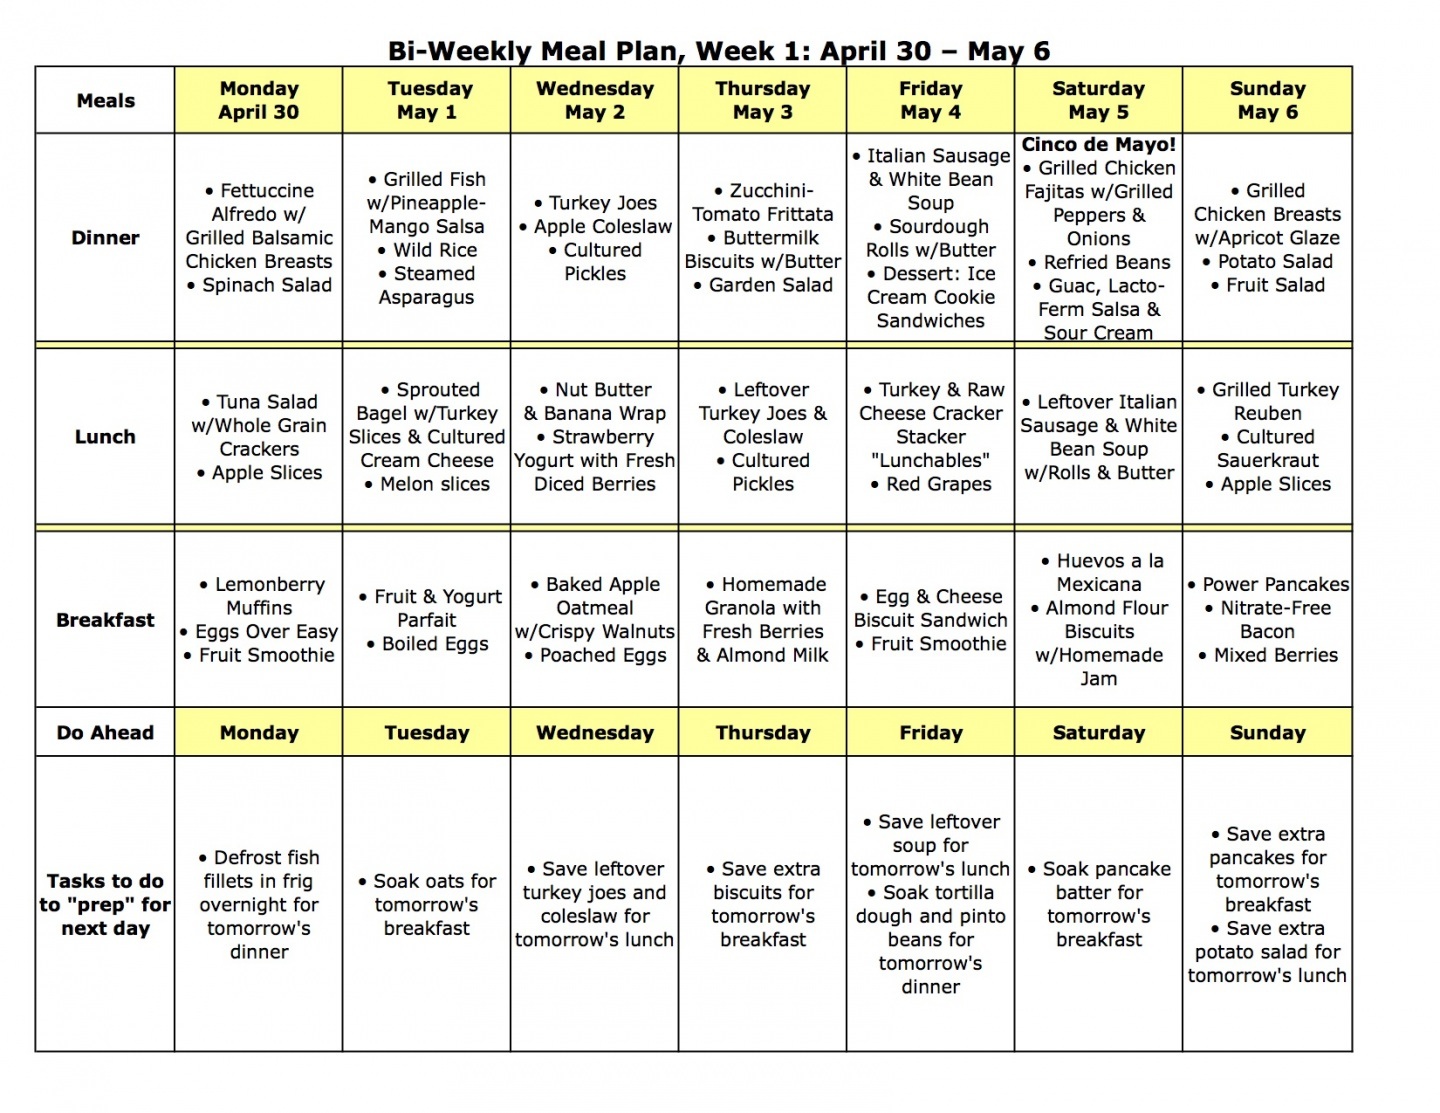 Bi-Weekly Meal Plan, Week 1: April 30 – May 6
Meals
Monday
April 30
Tuesday
May 1
Wednesday
May 2
Thursday
May 3
Friday
May 4
Saturday
May 5
Sunday
May 6
Dinner
• Fettuccine
Alfredo w/
Grilled Balsamic
Chicken Breasts
• Spinach Salad
• Grilled Fish
w/Pineapple-
Mango Salsa
• Wild Rice
• Steamed
Asparagus
• Turkey Joes
• Apple Coleslaw
• Cultured
Pickles
• Zucchini-
Tomato Frittata
• Buttermilk
Biscuits w/Butter
• Garden Salad
• Italian Sausage
& White Bean
Soup
• Sourdough
Rolls w/Butter
• Dessert: Ice
Cream Cookie
Sandwiches
Cinco de Mayo!
• Grilled Chicken
Fajitas w/Grilled
Peppers &
Onions
• Refried Beans
• Guac, Lacto-
Ferm Salsa &
Sour Cream
• Grilled
Chicken Breasts
w/Apricot Glaze
• Potato Salad
• Fruit Salad
Lunch
• Tuna Salad
w/Whole Grain
Crackers
• Apple Slices
• Sprouted
Bagel w/Turkey
Slices & Cultured
Cream Cheese
• Melon slices
• Nut Butter
& Banana Wrap
• Strawberry
Yogurt with Fresh
Diced Berries
• Leftover
Turkey Joes &
Coleslaw
• Cultured
Pickles
• Turkey & Raw
Cheese Cracker
Stacker
"Lunchables"
• Red Grapes
• Leftover Italian
Sausage & White
Bean Soup
w/Rolls & Butter
• Grilled Turkey
Reuben
• Cultured
Sauerkraut
• Apple Slices
Breakfast
• Lemonberry
Muffins
• Eggs Over Easy
• Fruit Smoothie
• Fruit & Yogurt
Parfait
• Boiled Eggs
• Baked Apple
Oatmeal
w/Crispy Walnuts
• Poached Eggs
• Homemade
Granola with
Fresh Berries
& Almond Milk
• Egg & Cheese
Biscuit Sandwich
• Fruit Smoothie
• Huevos a la
Mexicana
• Almond Flour
Biscuits
w/Homemade
Jam
• Power Pancakes
• Nitrate-Free
Bacon
• Mixed Berries
Do Ahead
Monday
Tuesday
Wednesday
Thursday
Friday
Saturday
Sunday
Tasks to do
to "prep" for
next day
• Defrost fish
fillets in frig
overnight for
tomorrow's
dinner
• Soak oats for
tomorrow's
breakfast
• Save leftover
turkey joes and
coleslaw for
tomorrow's lunch
• Save extra
biscuits for
tomorrow's
breakfast
• Save leftover
soup for
tomorrow's lunch
• Soak tortilla
dough and pinto
beans for
tomorrow's
dinner
• Soak pancake
batter for
tomorrow's
breakfast
• Save extra
pancakes for
tomorrow's
breakfast
• Save extra
potato salad for
tomorrow's lunch